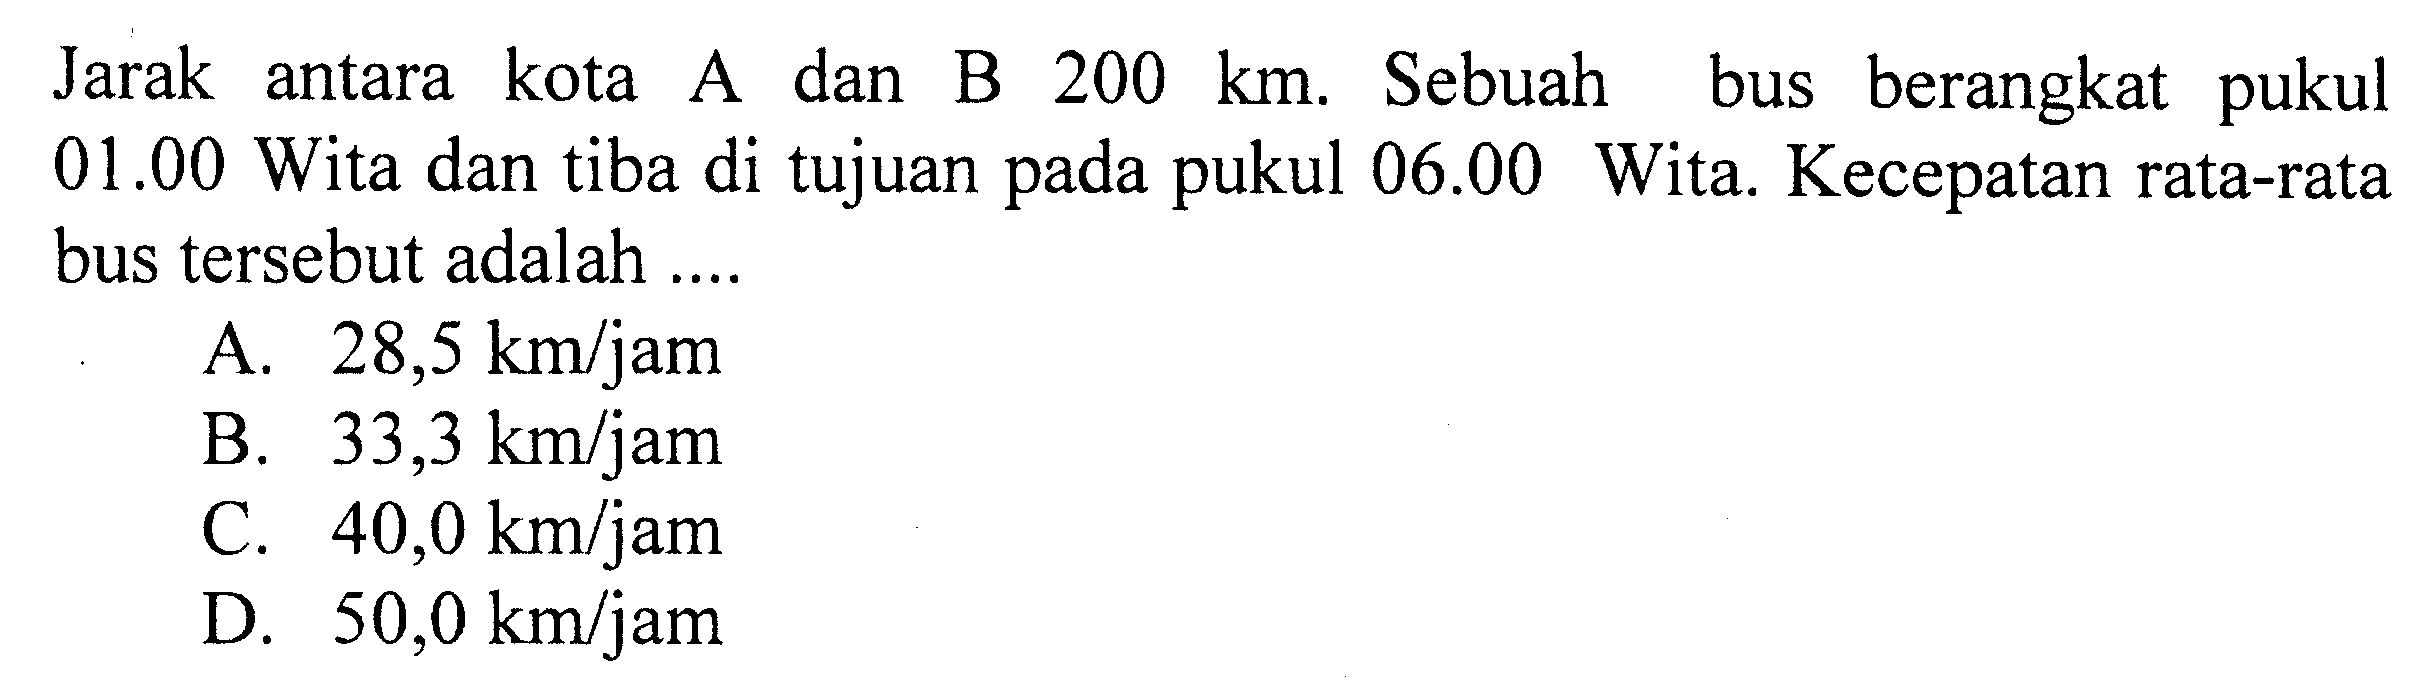 Jarak antara kota A dan B 200 km. Sebuah bus berangkat pukul
01.00 Wita dan tiba di tujuan pada pukul 06.00 Wita. Kecepatan rata-rata
bus tersebut adalah ....
A. 28,5 km/jam
B. 33,3 km/jam
C. 40,0 km/jam
D. 50,0 km/jam